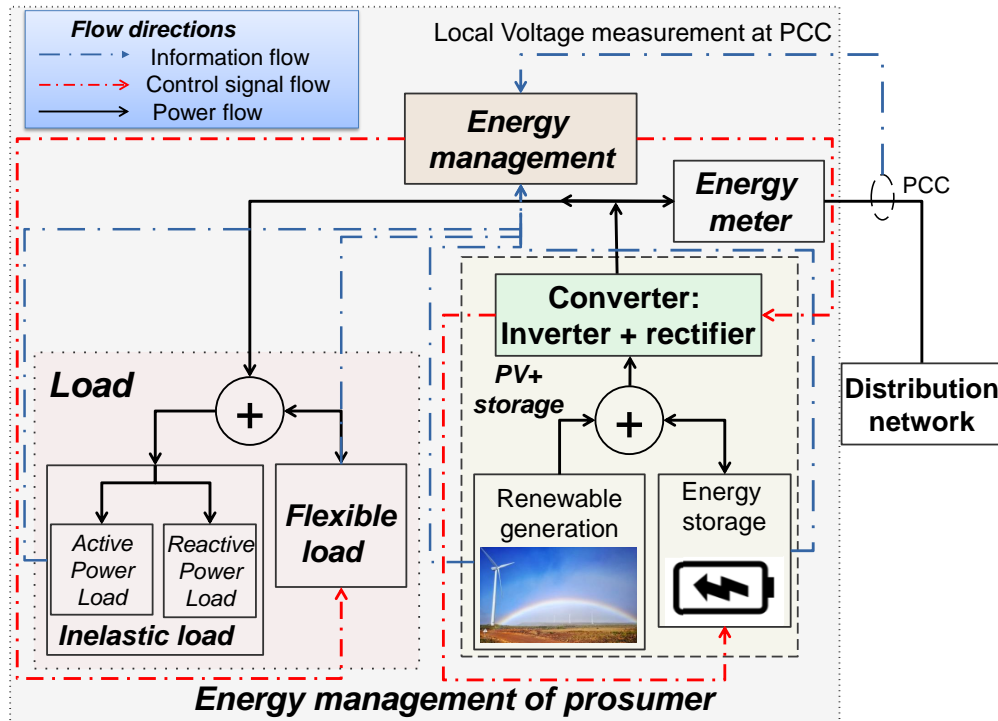 Flow directions
Information flow
Control signal flow
Power flow
Local Voltage measurement at PCC
Energy
management
Energy
meter
PCC
Converter:
Inverter + rectifier
PV+
storage
+
Distribution
network
Load
+
Renewable
generation
Energy
storage
Flexible
load
Active
Power
Load
Reactive
Power
Load
Inelastic load
Energy management of prosumer